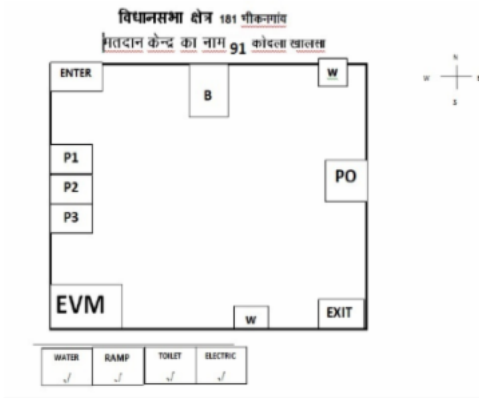 विधानसभा क्षेत्र 181 भीकनगांव
मतदान केन्द्र का नाम 91 कोदला खालसा
N
W
S
ENTER
B
W
P1
P2
P3
PO
EVM
W
EXIT
WATER RAMP TOILET ELECTRIC
√ √ √ √